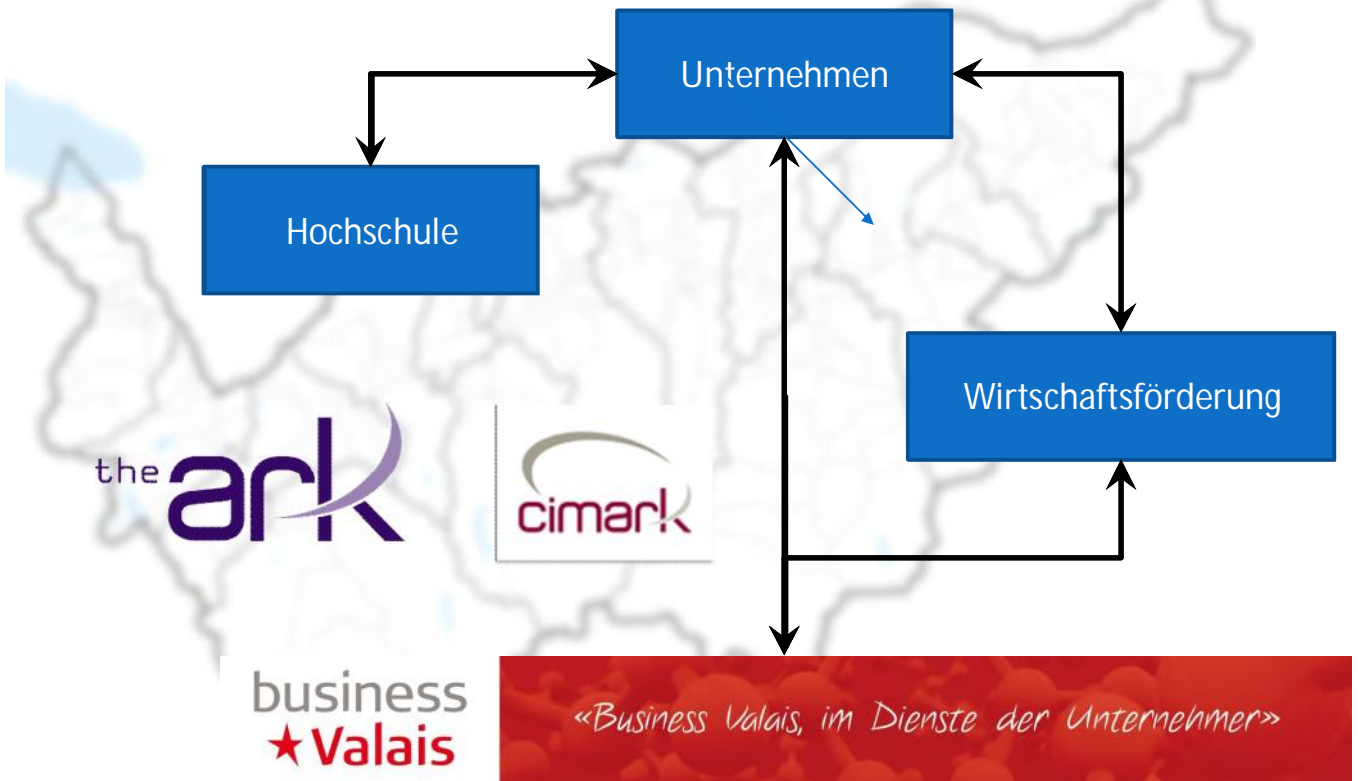 Unternehmen
Hochschule
Wirtschaftsförderung
the ark
cimark
business
Valais
«Business Valais, im Dienste der Unternehmer»